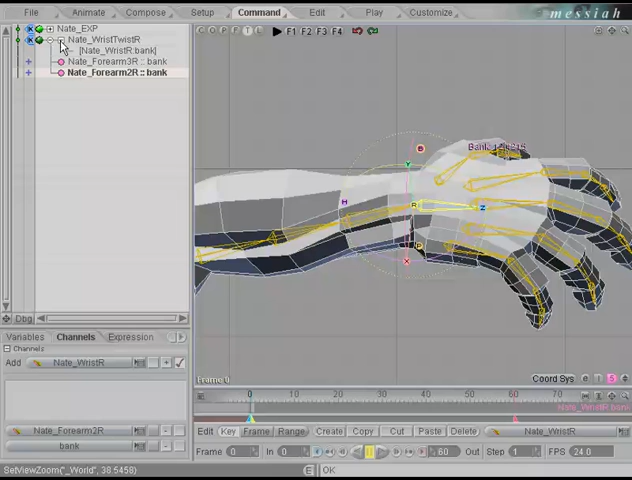 File Animate Compose Setup Command Edit Play Customize messiah
Nate_EXP
Nate_WristTwistR
[Nate_WristR:bank]
Nate_Forearm3R :: bank
Nate_Forearm2R :: bank
C O P E T L F1 F2 F3 F4
Y
H R Z
X
Dbg
Variables Channels Expression
Channels
Add Nate_WristR
Nate_Forearm2R
bank
Frame 0
Coord Sys e l S
0 10 20 30 40 50 60 70
Nate_WristR bank
Edit Key Frame Range Create Copy Cut Paste Delete Nate_WristR
Frame 0 In 0 60 Out Step 1 FPS 24.0
SetViewZoom("_World", 38.5458) OK